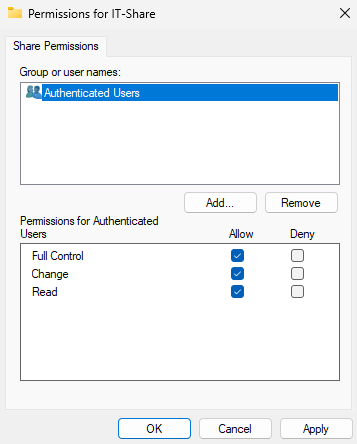 Permissions for IT-Share
Share Permissions
Group or user names:
Authenticated Users
Add...
Remove
Permissions for Authenticated
Users
Allow
Deny
Full Control
Change
Read
OK
Cancel
Apply